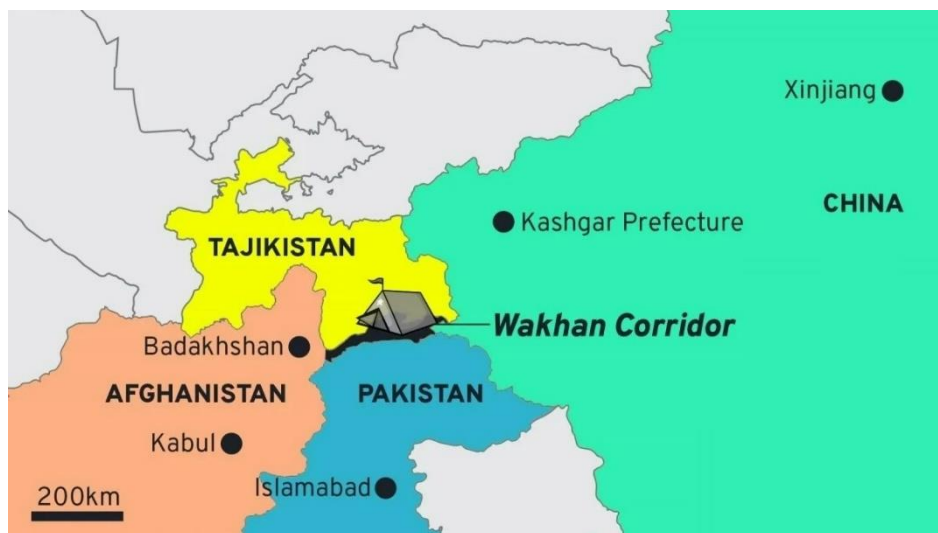 Xinjiang
CHINA
Kashgar Prefecture
TAJIKISTAN
Wakhan Corridor
Badakhshan
AFGHANISTAN
PAKISTAN
Kabul
Islamabad
200km